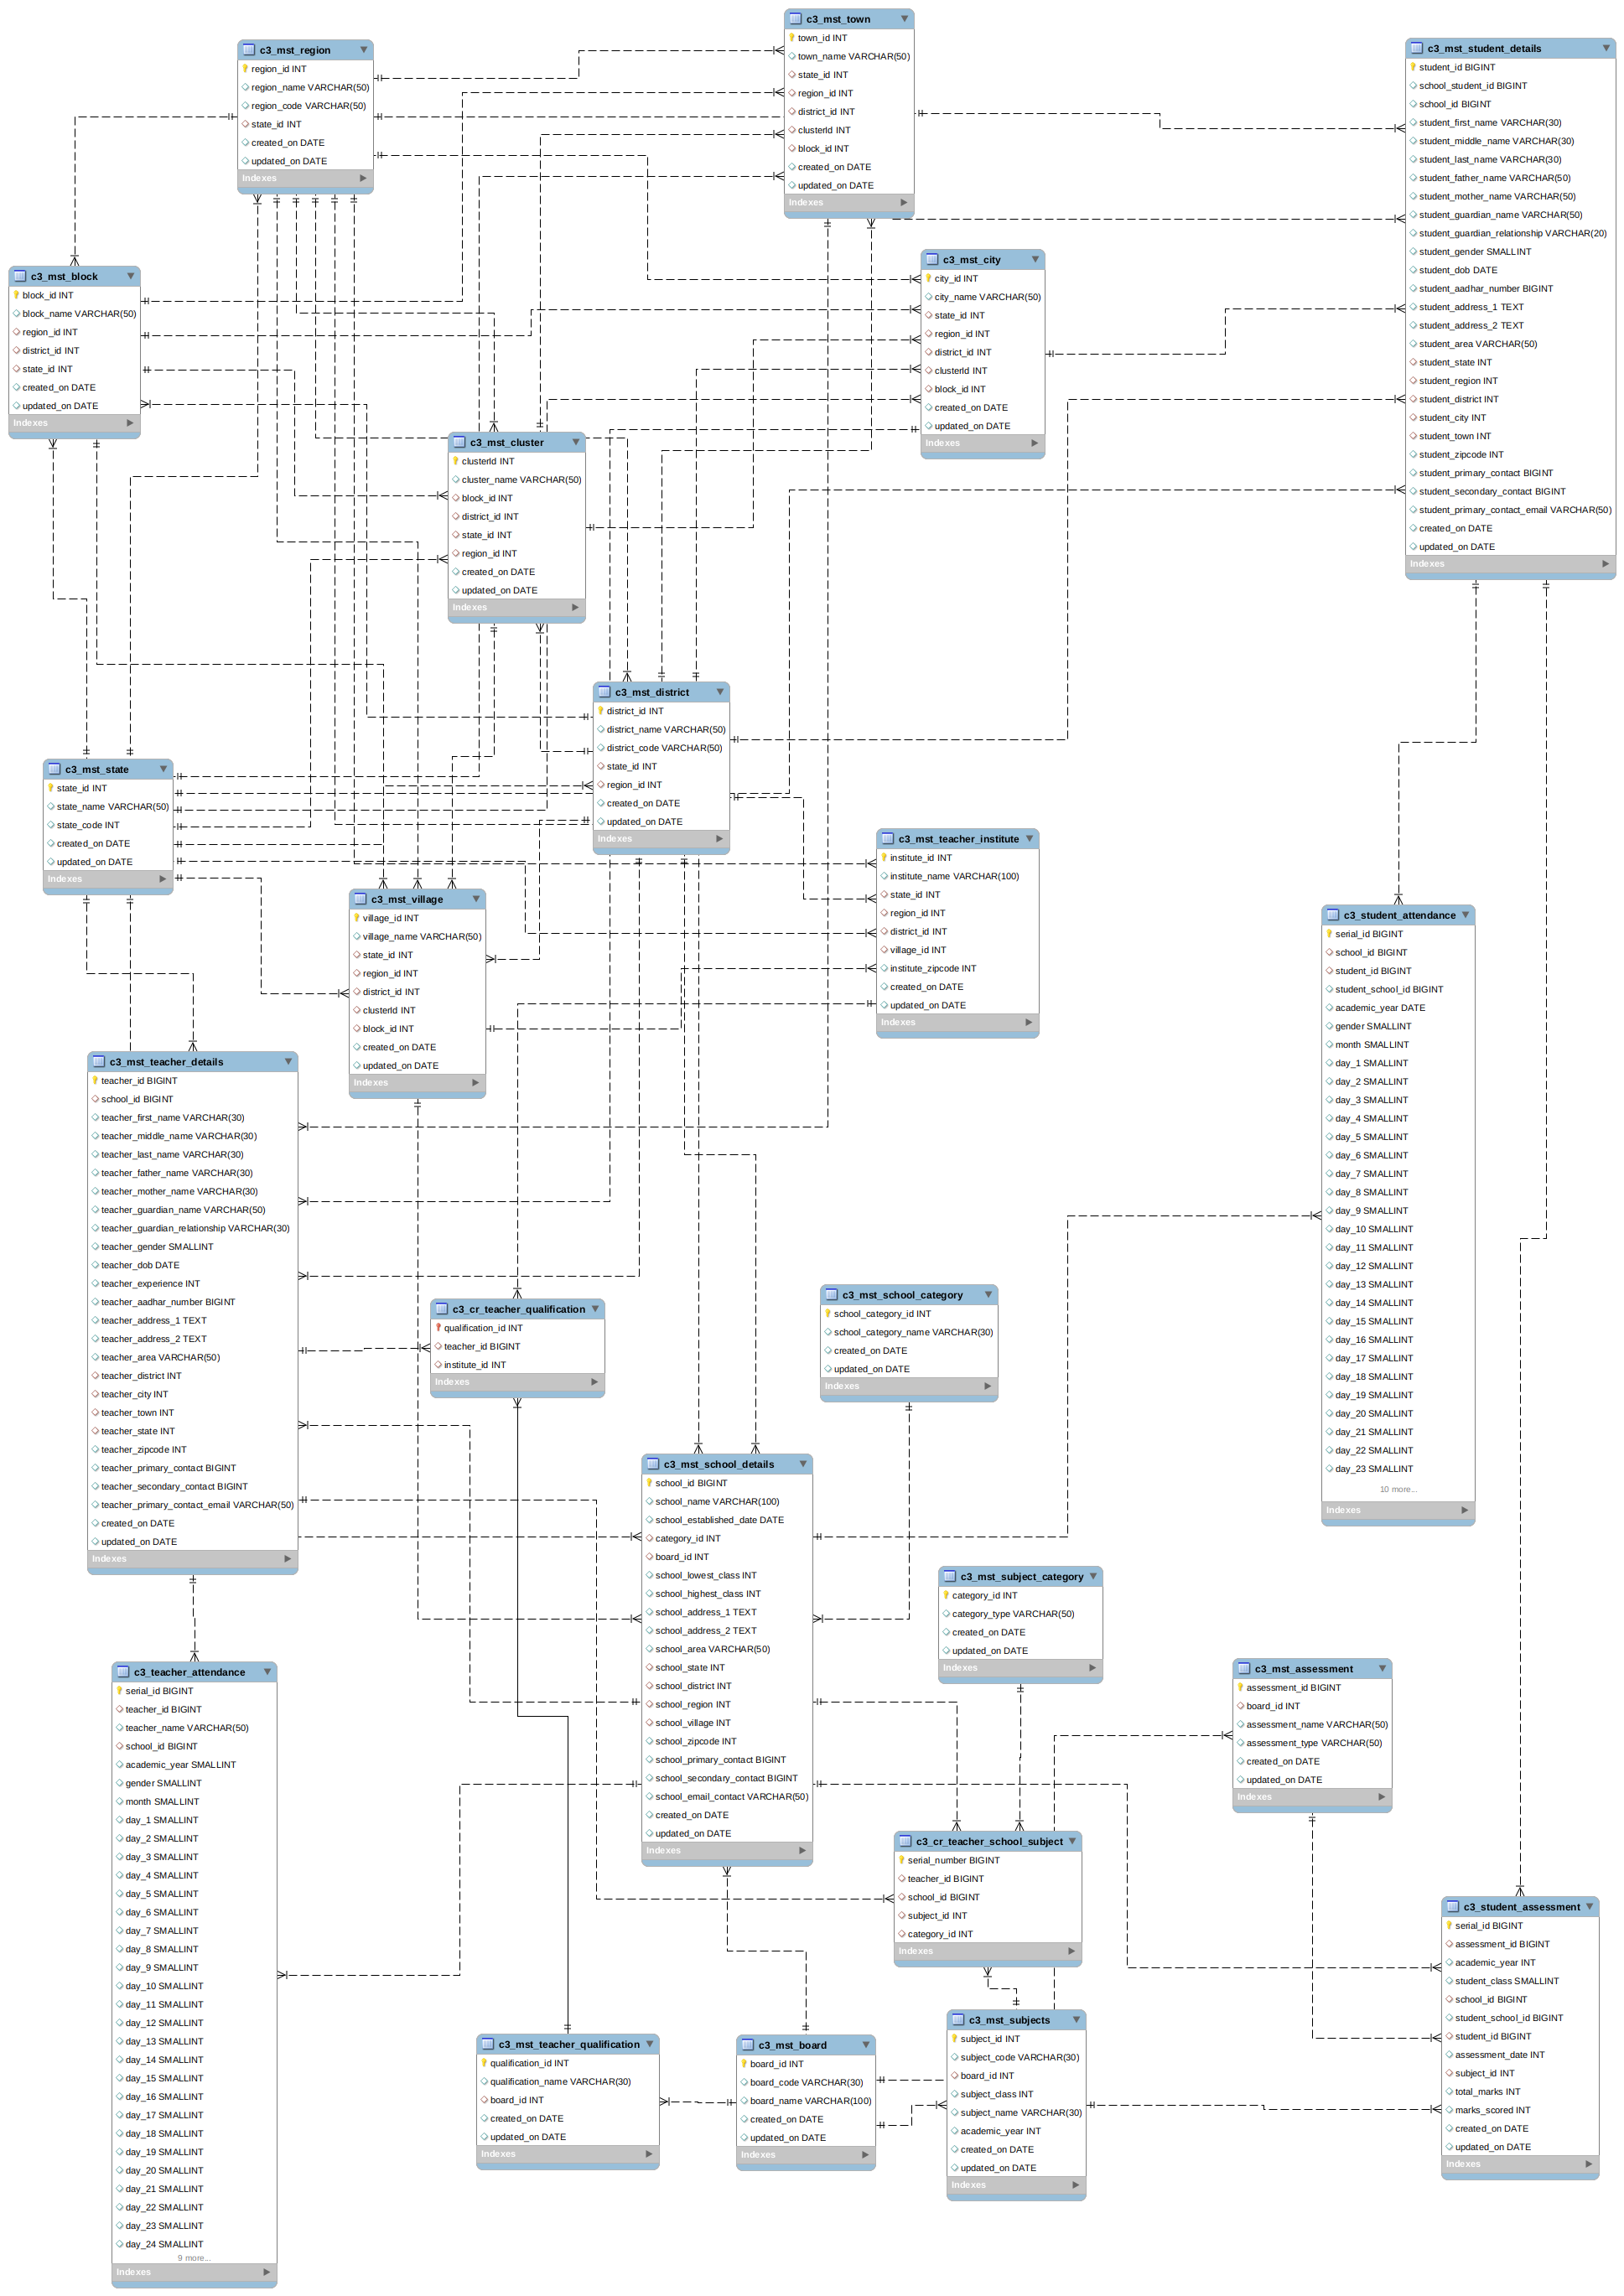 c3_mst_region
region_id INT
region_name VARCHAR(50)
region_code VARCHAR(50)
state_id INT
created_on DATE
updated_on DATE
Indexes
c3_mst_town
town_id INT
town_name VARCHAR(50)
state_id INT
region_id INT
district_id INT
clusterId INT
block_id INT
created_on DATE
updated_on DATE
Indexes
c3_mst_student_details
student_id BIGINT
school_student_id BIGINT
school_id BIGINT
student_first_name VARCHAR(30)
student_middle_name VARCHAR(30)
student_last_name VARCHAR(30)
student_father_name VARCHAR(50)
student_mother_name VARCHAR(50)
student_guardian_name VARCHAR(50)
student_guardian_relationship VARCHAR(20)
student_gender SMALLINT
student_dob DATE
student_aadhar_number BIGINT
student_address_1 TEXT
student_address_2 TEXT
student_area VARCHAR(50)
student_state INT
student_region INT
student_district INT
student_city INT
student_town INT
student_zipcode INT
student_primary_contact BIGINT
student_secondary_contact BIGINT
student_primary_contact_email VARCHAR(50)
created_on DATE
updated_on DATE
Indexes
c3_mst_block
block_id INT
block_name VARCHAR(50)
region_id INT
district_id INT
state_id INT
created_on DATE
updated_on DATE
Indexes
c3_mst_city
city_id INT
city_name VARCHAR(50)
state_id INT
region_id INT
district_id INT
clusterId INT
block_id INT
created_on DATE
updated_on DATE
Indexes
c3_mst_cluster
clusterId INT
cluster_name VARCHAR(50)
block_id INT
district_id INT
state_id INT
region_id INT
created_on DATE
updated_on DATE
Indexes
c3_mst_district
district_id INT
district_name VARCHAR(50)
district_code VARCHAR(50)
state_id INT
region_id INT
created_on DATE
updated_on DATE
Indexes
c3_mst_state
state_id INT
state_name VARCHAR(50)
state_code INT
created_on DATE
updated_on DATE
Indexes
c3_mst_teacher_institute
institute_id INT
institute_name VARCHAR(100)
state_id INT
region_id INT
district_id INT
village_id INT
institute_zipcode INT
created_on DATE
updated_on DATE
Indexes
c3_mst_village
village_id INT
village_name VARCHAR(50)
state_id INT
region_id INT
district_id INT
clusterId INT
block_id INT
created_on DATE
updated_on DATE
Indexes
c3_student_attendance
serial_id BIGINT
school_id BIGINT
student_id BIGINT
student_school_id BIGINT
academic_year DATE
gender SMALLINT
month SMALLINT
day_1 SMALLINT
day_2 SMALLINT
day_3 SMALLINT
day_4 SMALLINT
day_5 SMALLINT
day_6 SMALLINT
day_7 SMALLINT
day_8 SMALLINT
day_9 SMALLINT
day_10 SMALLINT
day_11 SMALLINT
day_12 SMALLINT
day_13 SMALLINT
day_14 SMALLINT
day_15 SMALLINT
day_16 SMALLINT
day_17 SMALLINT
day_18 SMALLINT
day_19 SMALLINT
day_20 SMALLINT
day_21 SMALLINT
day_22 SMALLINT
day_23 SMALLINT
10 more...
Indexes
c3_mst_teacher_details
teacher_id BIGINT
school_id BIGINT
teacher_first_name VARCHAR(30)
teacher_middle_name VARCHAR(30)
teacher_last_name VARCHAR(30)
teacher_father_name VARCHAR(30)
teacher_mother_name VARCHAR(30)
teacher_guardian_name VARCHAR(50)
teacher_guardian_relationship VARCHAR(30)
teacher_gender SMALLINT
teacher_dob DATE
teacher_experience INT
teacher_aadhar_number BIGINT
teacher_address_1 TEXT
teacher_address_2 TEXT
teacher_area VARCHAR(50)
teacher_district INT
teacher_city INT
teacher_town INT
teacher_state INT
teacher_zipcode INT
teacher_primary_contact BIGINT
teacher_secondary_contact BIGINT
teacher_primary_contact_email VARCHAR(50)
created_on DATE
updated_on DATE
Indexes
c3_cr_teacher_qualification
qualification_id INT
teacher_id BIGINT
institute_id INT
Indexes
c3_mst_school_category
school_category_id INT
school_category_name VARCHAR(30)
created_on DATE
updated_on DATE
Indexes
c3_mst_school_details
school_id BIGINT
school_name VARCHAR(100)
school_established_date DATE
category_id INT
board_id INT
school_lowest_class INT
school_highest_class INT
school_address_1 TEXT
school_address_2 TEXT
school_area VARCHAR(50)
school_state INT
school_district INT
school_region INT
school_village INT
school_zipcode INT
school_primary_contact BIGINT
school_secondary_contact BIGINT
school_email_contact VARCHAR(50)
created_on DATE
updated_on DATE
Indexes
c3_mst_subject_category
category_id INT
category_type VARCHAR(50)
created_on DATE
updated_on DATE
Indexes
c3_mst_assessment
assessment_id BIGINT
board_id INT
assessment_name VARCHAR(50)
assessment_type VARCHAR(50)
created_on DATE
updated_on DATE
Indexes
c3_teacher_attendance
serial_id BIGINT
teacher_id BIGINT
teacher_name VARCHAR(50)
school_id BIGINT
academic_year SMALLINT
gender SMALLINT
month SMALLINT
day_1 SMALLINT
day_2 SMALLINT
day_3 SMALLINT
day_4 SMALLINT
day_5 SMALLINT
day_6 SMALLINT
day_7 SMALLINT
day_8 SMALLINT
day_9 SMALLINT
day_10 SMALLINT
day_11 SMALLINT
day_12 SMALLINT
day_13 SMALLINT
day_14 SMALLINT
day_15 SMALLINT
day_16 SMALLINT
day_17 SMALLINT
day_18 SMALLINT
day_19 SMALLINT
day_20 SMALLINT
day_21 SMALLINT
day_22 SMALLINT
day_23 SMALLINT
day_24 SMALLINT
9 more...
Indexes
c3_cr_teacher_school_subject
serial_number BIGINT
teacher_id BIGINT
school_id BIGINT
subject_id INT
category_id INT
Indexes
c3_student_assessment
serial_id BIGINT
assessment_id BIGINT
academic_year INT
student_class SMALLINT
school_id BIGINT
student_school_id BIGINT
student_id BIGINT
assessment_date INT
subject_id INT
total_marks INT
marks_scored INT
created_on DATE
updated_on DATE
Indexes
c3_mst_teacher_qualification
qualification_id INT
qualification_name VARCHAR(30)
board_id INT
created_on DATE
updated_on DATE
Indexes
c3_mst_board
board_id INT
board_code VARCHAR(30)
board_name VARCHAR(100)
created_on DATE
updated_on DATE
Indexes
c3_mst_subjects
subject_id INT
subject_code VARCHAR(30)
board_id INT
subject_class INT
subject_name VARCHAR(30)
academic_year INT
created_on DATE
updated_on DATE
Indexes